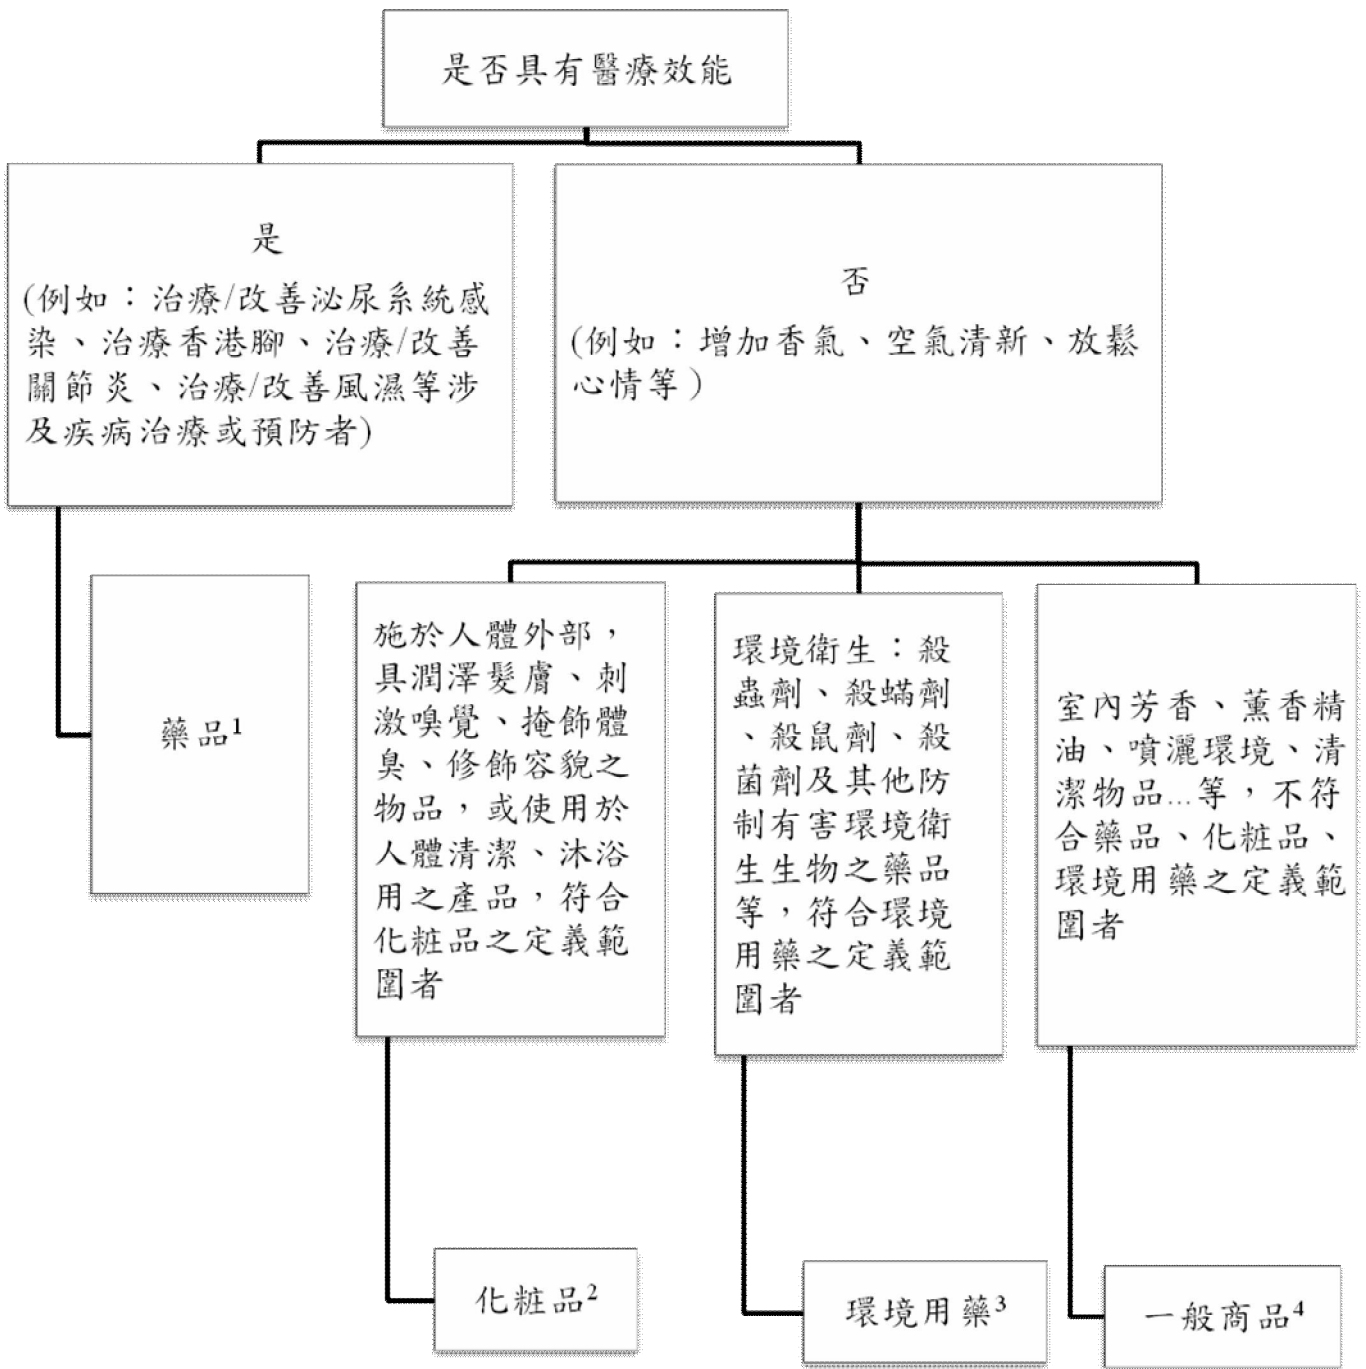 是否具有醫療效能
是
(例如：治療/改善泌尿系統感
染、治療香港腳、治療/改善
關節炎、治療/改善風濕等涉
及疾病治療或預防者)
否
(例如：增加香氣、空氣清新、放鬆
心情等)
藥品1
施於人體外部，
具潤澤髮膚、刺
激嗅覺、掩飾體
臭、修飾容貌之
物品，或使用於
人體清潔、沐浴
用之產品，符合
化粧品之定義範
圍者
環境衛生：殺
蟲劑、殺蟎劑
、殺鼠劑、殺
菌劑及其他防
制有害環境衛
生生物之藥品
等，符合環境
用藥之定義範
圍者
室內芳香、薰香精
油、噴灑環境、清
潔物品...等，不符
合藥品、化粧品、
環境用藥之定義範
圍者
化粧品2
環境用藥3
一般商品4